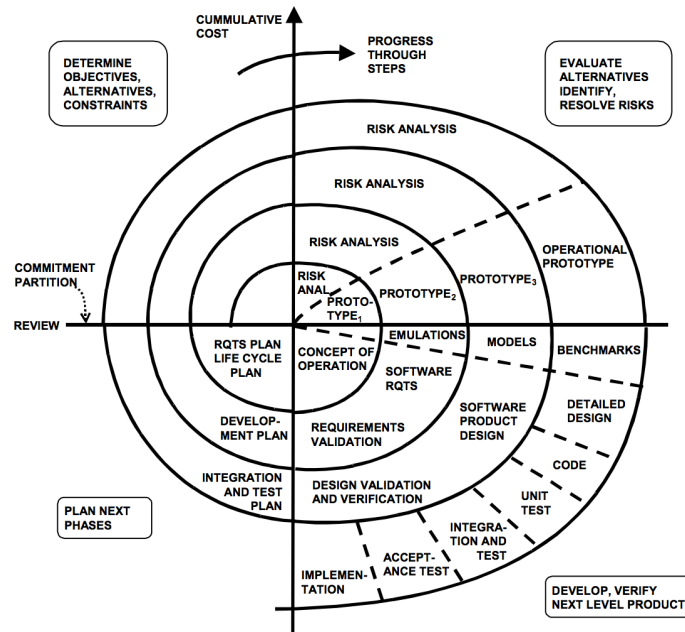 CUMMULATIVE
COST
PROGRESS
THROUGH
STEPS
DETERMINE
OBJECTIVES,
ALTERNATIVES,
CONSTRAINTS
EVALUATE
ALTERNATIVES
IDENTIFY,
RESOLVE RISKS
RISK ANALYSIS
RISK ANALYSIS
RISK ANALYSIS
RISK
ANAL
PROTO-
TYPE1
PROTOTYPE2
PROTOTYPE3
OPERATIONAL
PROTOTYPE
COMMITMENT
PARTITION
REVIEW
EMULATIONS
MODELS
BENCHMARKS
RQTS PLAN
LIFE CYCLE
PLAN
CONCEPT OF
OPERATION
SOFTWARE
RQTS
SOFTWARE
PRODUCT
DESIGN
DETAILED
DESIGN
DEVELOP-
MENT PLAN
REQUIREMENTS
VALIDATION
CODE
INTEGRATION
AND TEST
PLAN
DESIGN VALIDATION
AND VERIFICATION
UNIT
TEST
PLAN NEXT
PHASES
INTEGRA-
TION AND
TEST
ACCEPT-
ANCE TEST
IMPLEMEN-
TATION
DEVELOP, VERIFY
NEXT LEVEL PRODUCT